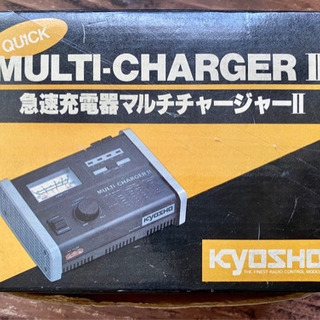 QUICK
MULTI-CHARGER II
急速充電器マルチチャージャーII
MULTI-CHARGER II
KYOSHO
KYOSHO
THE FINEST RADIO CONTROL MODELS